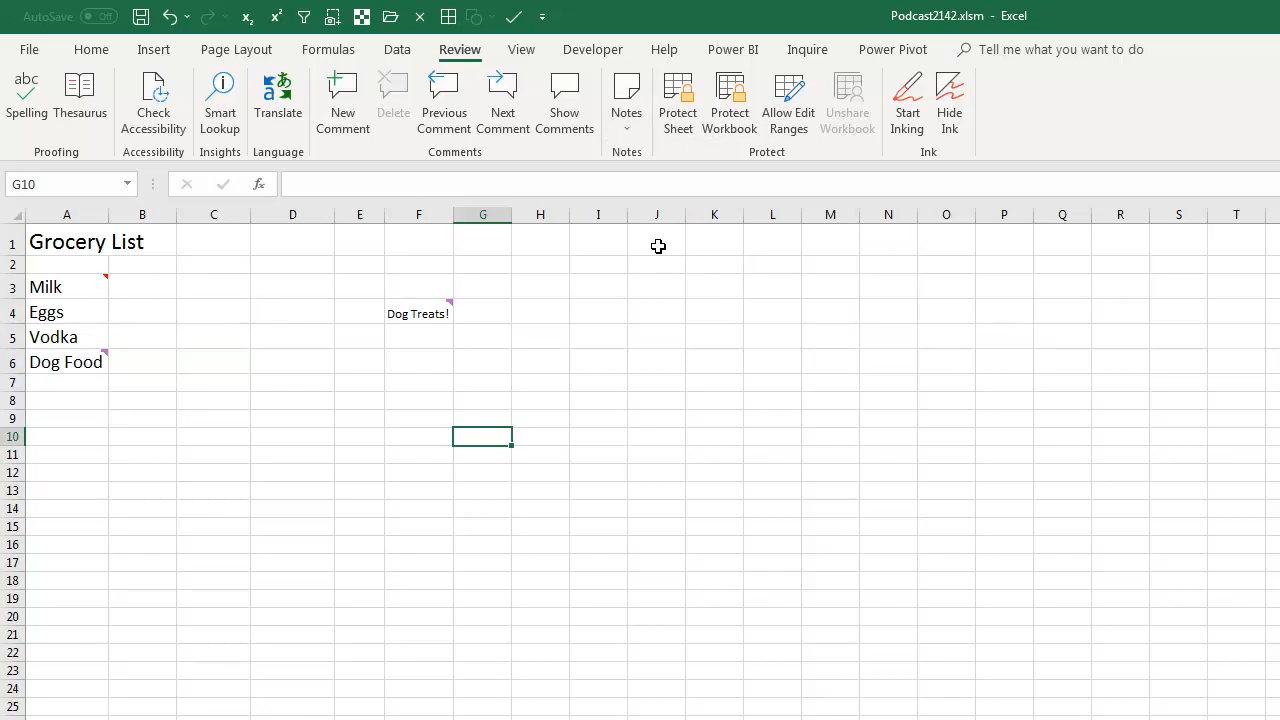 AutoSave Off
Podcast2142.xlsm - Excel
File Home Insert Page Layout Formulas Data Review View Developer Help Power BI Inquire Power Pivot Tell me what you want to do
abc
Spelling Thesaurus Check Accessibility Smart Lookup Translate New Comment Delete Previous Comment Next Comment Show Comments Notes Protect Sheet Protect Workbook Allow Edit Ranges Unshare Workbook Start Inking Hide Ink
Proofing Accessibility Insights Language Comments Notes Protect Ink
G10 fx
A B C D E F G H I J K L M N O P Q R S T
1 Grocery List
2
3 Milk
4 Eggs Dog Treats!
5 Vodka
6 Dog Food
7
8
9
10
11
12
13
14
15
16
17
18
19
20
21
22
23
24
25